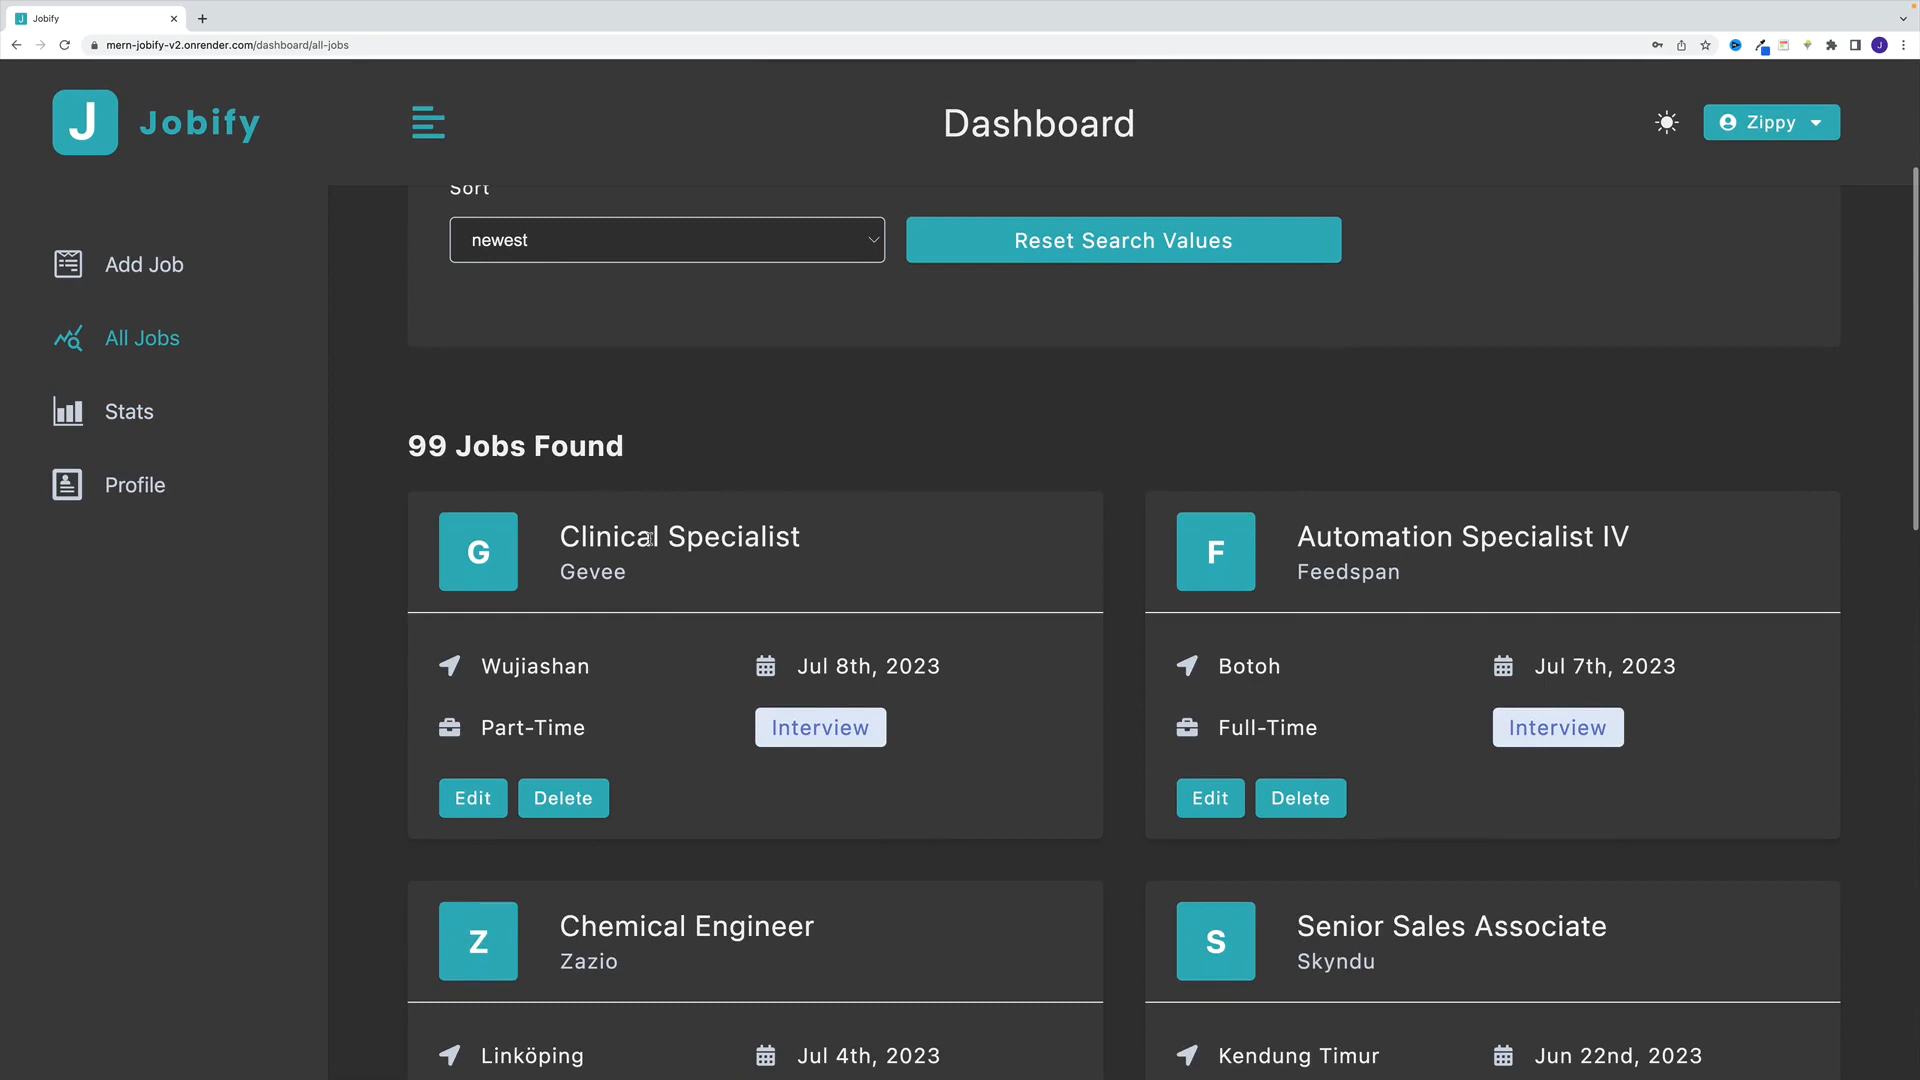 Jobify
mern-jobify-v2.onrender.com/dashboard/all-jobs
J
J
Jobify
Dashboard
Zippy
Add Job
All Jobs
Stats
Profile
Sort
newest
Reset Search Values
99 Jobs Found
G
Clinical Specialist
Gevee
Wujiashan
Jul 8th, 2023
Part-Time
Interview
Edit
Delete
F
Automation Specialist IV
Feedspan
Botoh
Jul 7th, 2023
Full-Time
Interview
Edit
Delete
Z
Chemical Engineer
Zazio
Linköping
Jul 4th, 2023
S
Senior Sales Associate
Skyndu
Kendung Timur
Jun 22nd, 2023